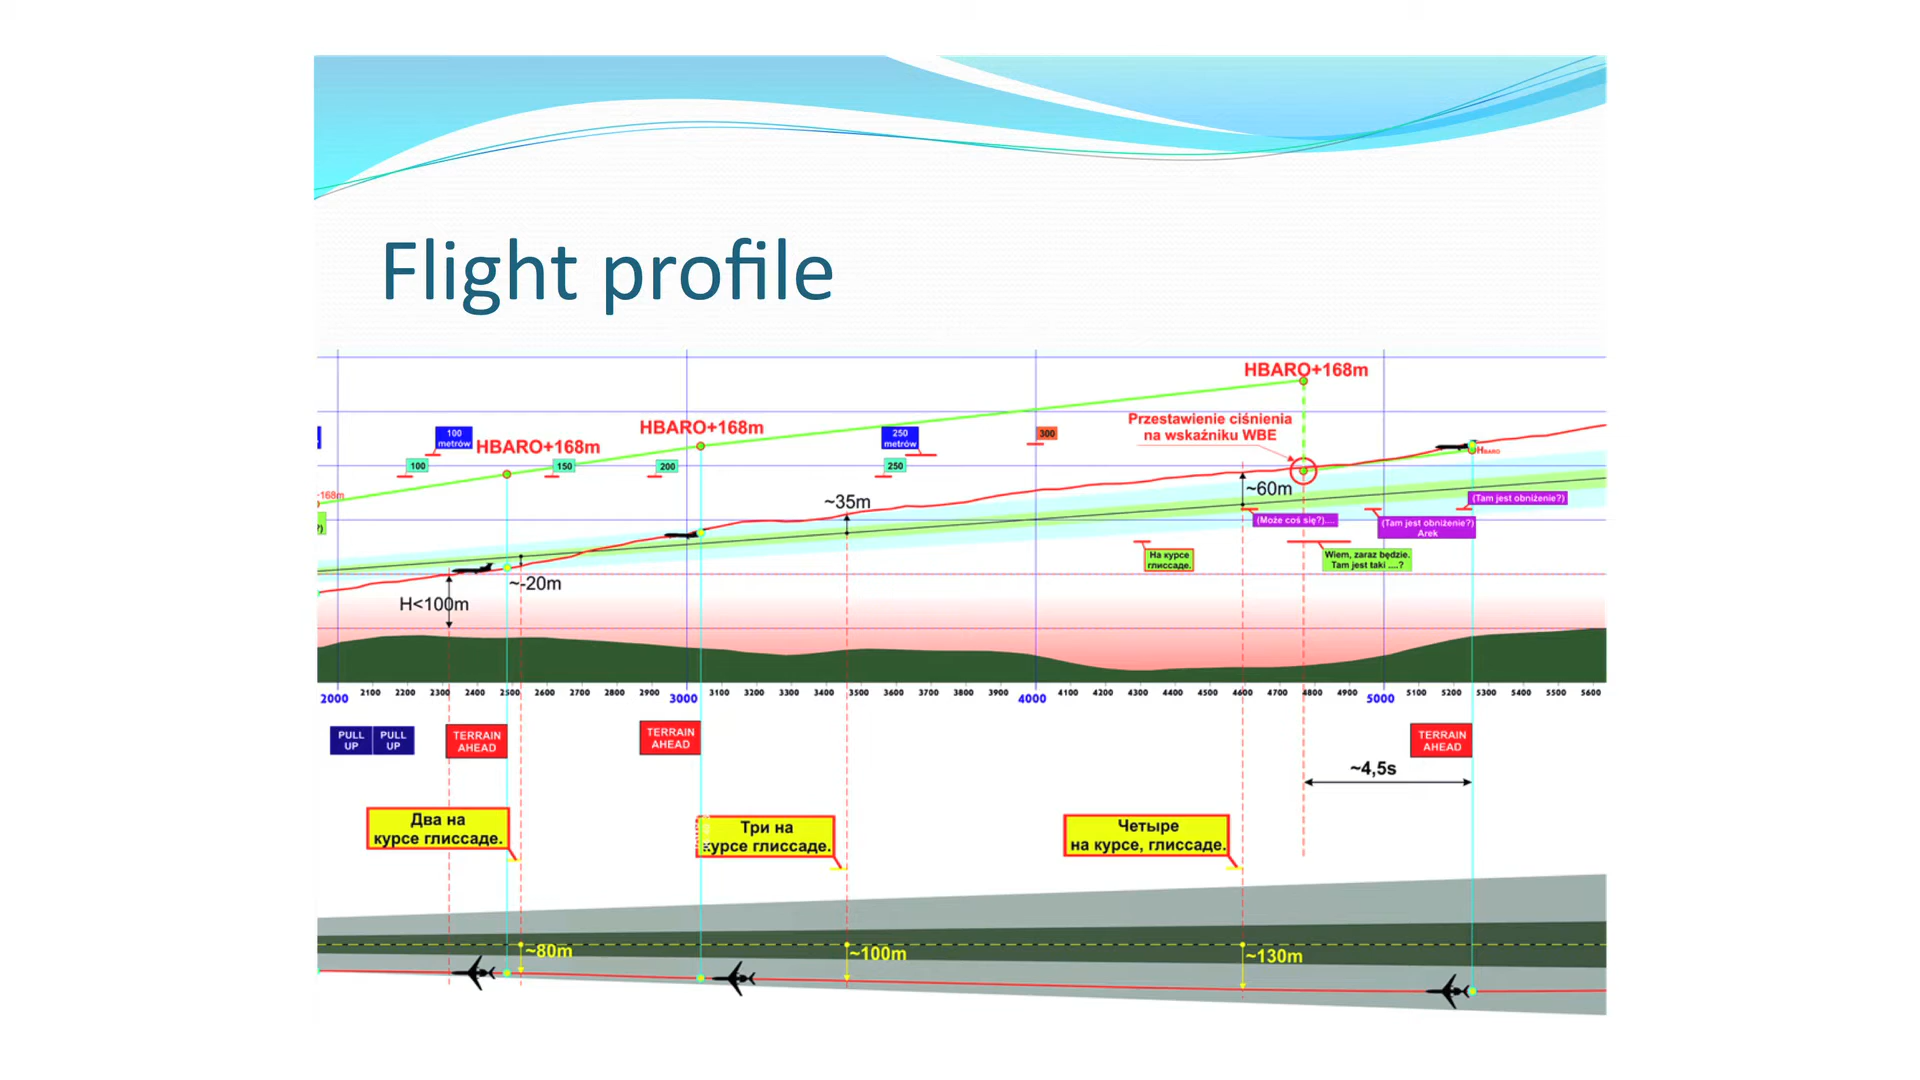 Flight profile
HBARO+168m
Przestawienie ciśnienia
na wskaźniku WBE
HBARO+168m
HBARO+168m
100
metrów
250
metrów
300
100
150
200
250
HBARO
-168m
?)
~35m
~60m
(Tam jest obniżenie?)
(Może coś się?)....
(Tam jest obniżenie?)
Arek
На курсе
глиссаде.
Wiem, zaraz będzie.
Tam jest taki ....?
~-20m
H<100m
2000 2100 2200 2300 2400 2500 2600 2700 2800 2900 3000 3100 3200 3300 3400 3500 3600 3700 3800 3900 4000 4100 4200 4300 4400 4500 4600 4700 4800 4900 5000 5100 5200 5300 5400 5500 5600
PULL
UP
PULL
UP
TERRAIN
AHEAD
TERRAIN
AHEAD
TERRAIN
AHEAD
~4,5s
Два на
курсе глиссаде.
Три на
курсе глиссаде.
Четыре
на курсе, глиссаде.
~80m
~100m
~130m